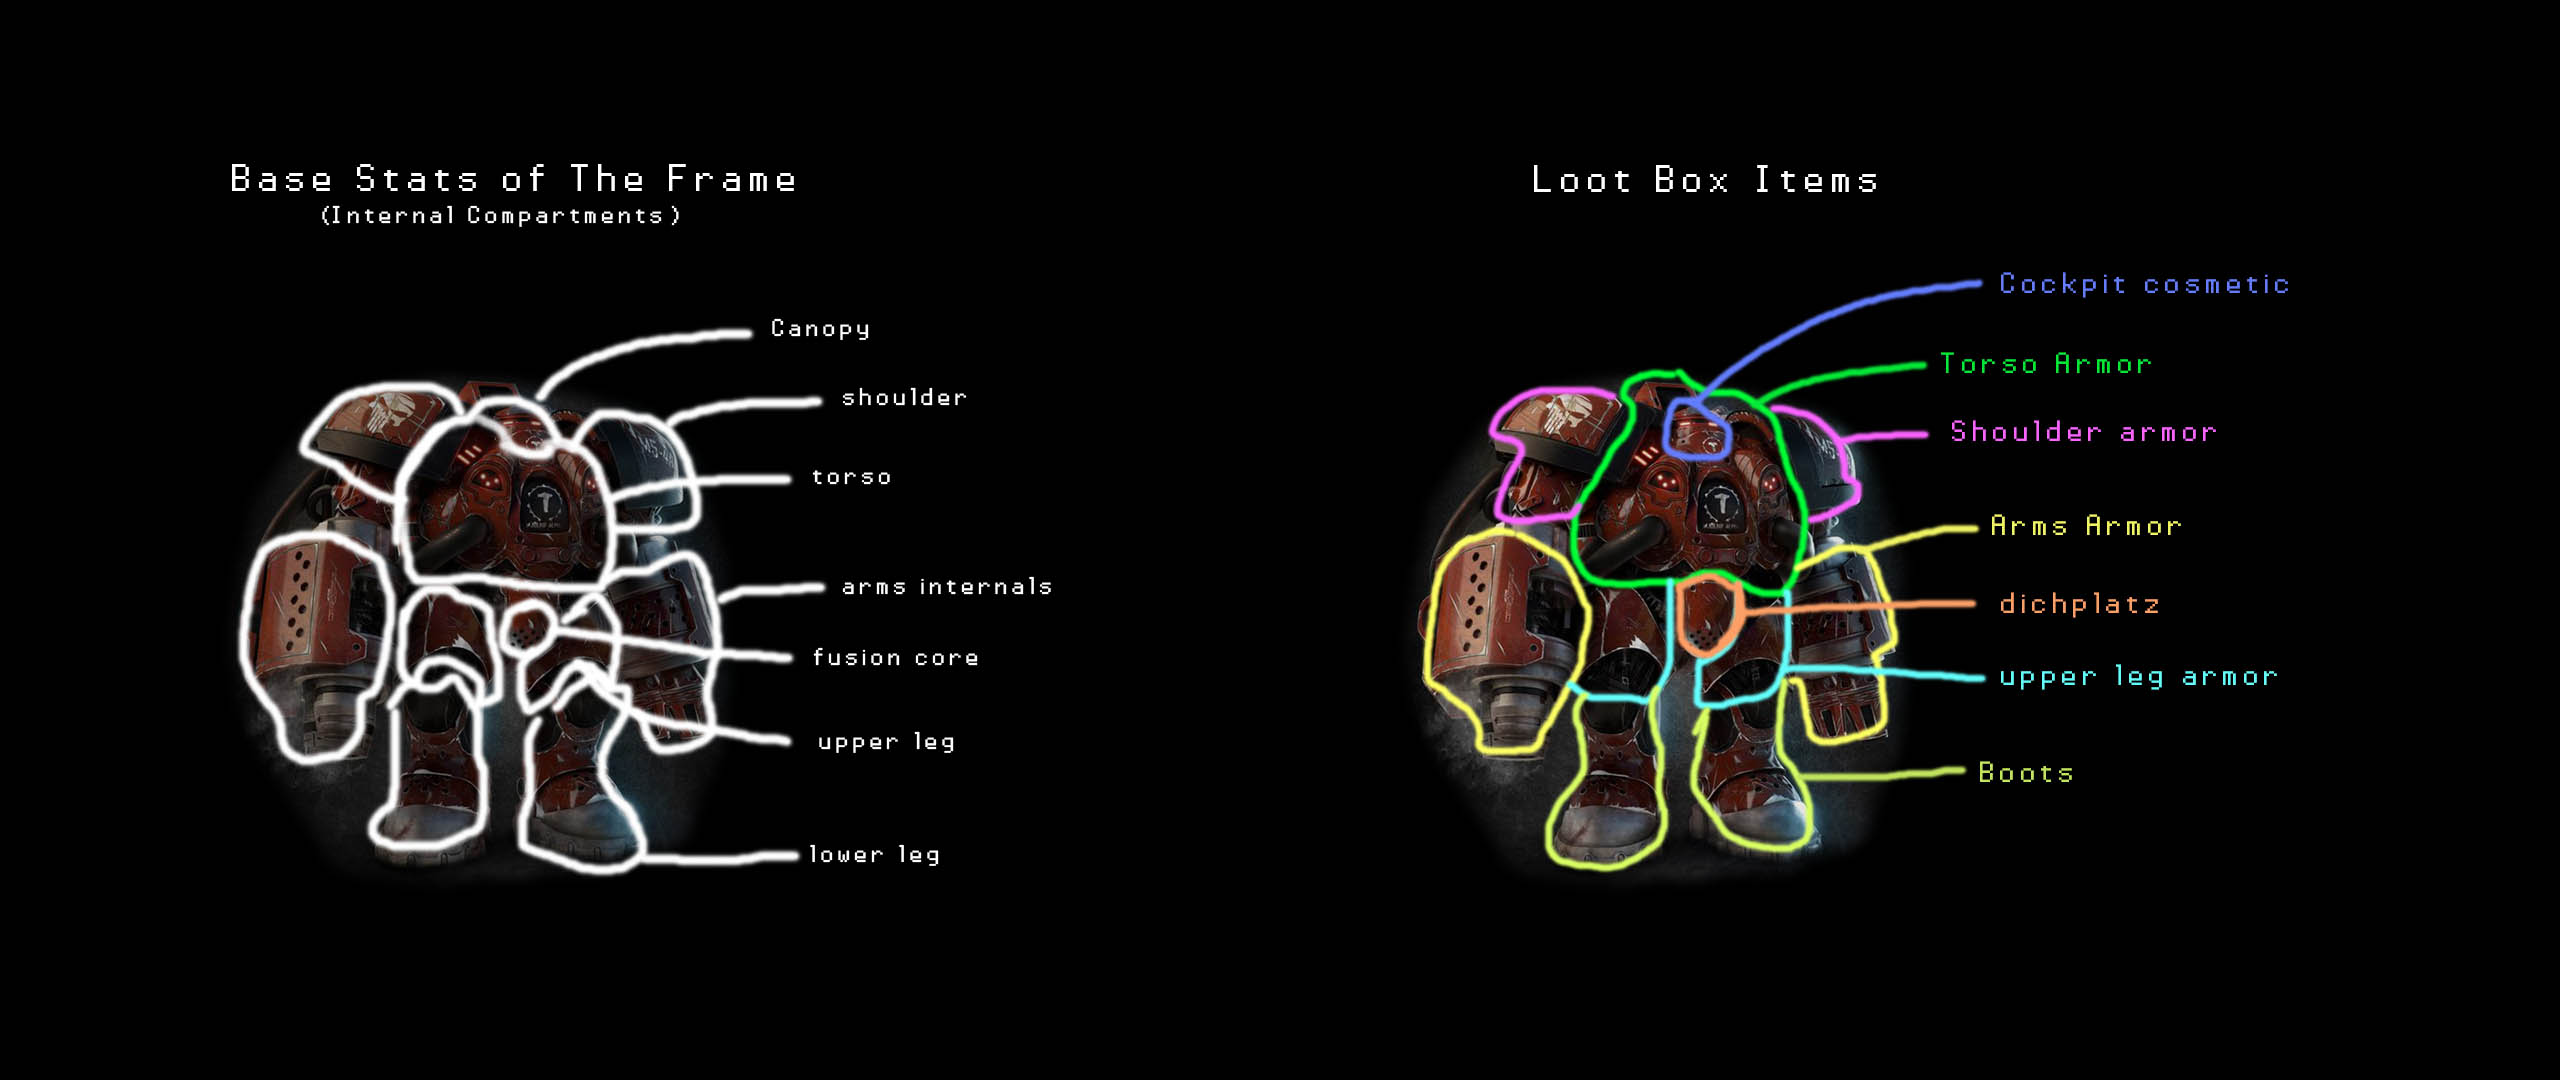 Base Stats of The Frame
(Internal Compartments)
Canopy
shoulder
torso
arms internals
fusion core
upper leg
lower leg
Loot Box Items
Cockpit cosmetic
Torso Armor
Shoulder armor
Arms Armor
dichplatz
upper leg armor
Boots